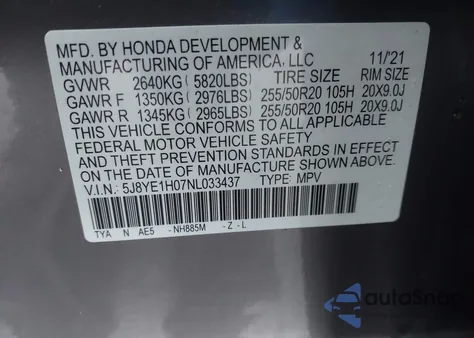 MFD. BY HONDA DEVELOPMENT &
MANUFACTURING OF AMERICA, LLC 11/21
GVWR 2640KG (5820LBS) TIRE SIZE RIM SIZE
GAWR F 1350KG (2976LBS) 255/50R20 105H 20X9.0J
GAWR R 1345KG (2965LBS) 255/50R20 105H 20X9.0J
THIS VEHICLE CONFORMS TO ALL APPLICABLE
FEDERAL MOTOR VEHICLE SAFETY AND
THEFT PREVENTION STANDARDS IN EFFECT ON
THE DATE OF MANUFACTURE SHOWN ABOVE.
V.I.N.: 5J8YE1H07NL033437 TYPE: MPV
TYA N AE5 -NH885M -Z -L
autoSnap